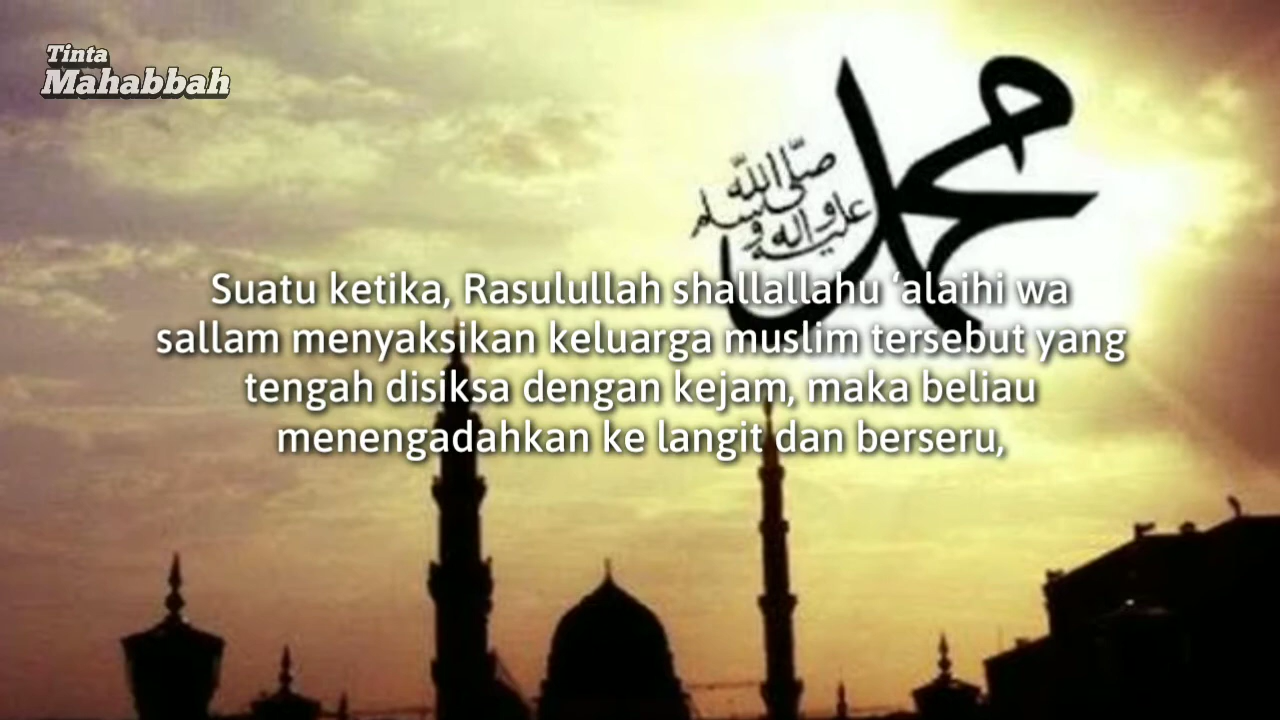 Tinta
Mahabbah
محمد
صلى الله
عليه وآله وسلم
Suatu ketika, Rasulullah shallallahu ‘alaihi wa
sallam menyaksikan keluarga muslim tersebut yang
tengah disiksa dengan kejam, maka beliau
menengadahkan ke langit dan berseru,